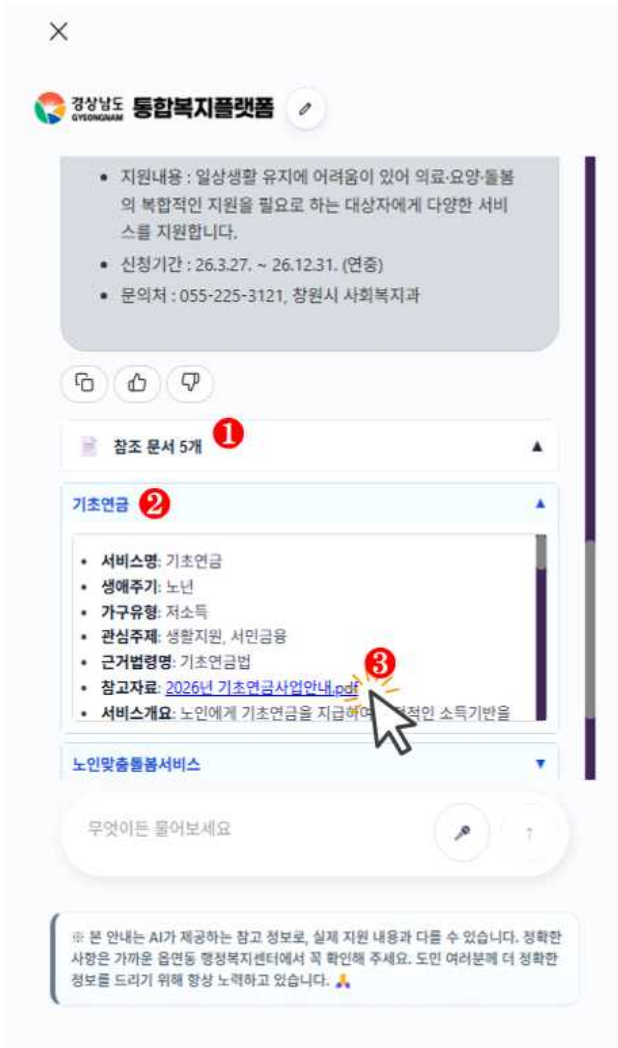 경상남도
GYEONGNAM
통합복지플랫폼
• 지원내용 : 일상생활 유지에 어려움이 있어 의료·요양·돌봄
의 복합적인 지원을 필요로 하는 대상자에게 다양한 서비
스를 지원합니다.
• 신청기간 : 26.3.27. ~ 26.12.31. (연중)
• 문의처 : 055-225-3121, 창원시 사회복지과
참조 문서 5개 ❶ ▲
기초연금 ❷ ▲
• 서비스명: 기초연금
• 생애주기: 노년
• 가구유형: 저소득
• 관심주제: 생활지원, 서민금융
• 근거법령명: 기초연금법
❸
• 참고자료: 2026년 기초연금사업안내.pdf
• 서비스개요: 노인에게 기초연금을 지급하여 소득기반을
노인맞춤돌봄서비스 ▼
무엇이든 물어보세요
※ 본 안내는 AI가 제공하는 참고 정보로, 실제 지원 내용과 다를 수 있습니다. 정확한
사항은 가까운 읍면동 행정복지센터에서 꼭 확인해 주세요. 도민 여러분께 더 정확한
정보를 드리기 위해 항상 노력하고 있습니다.